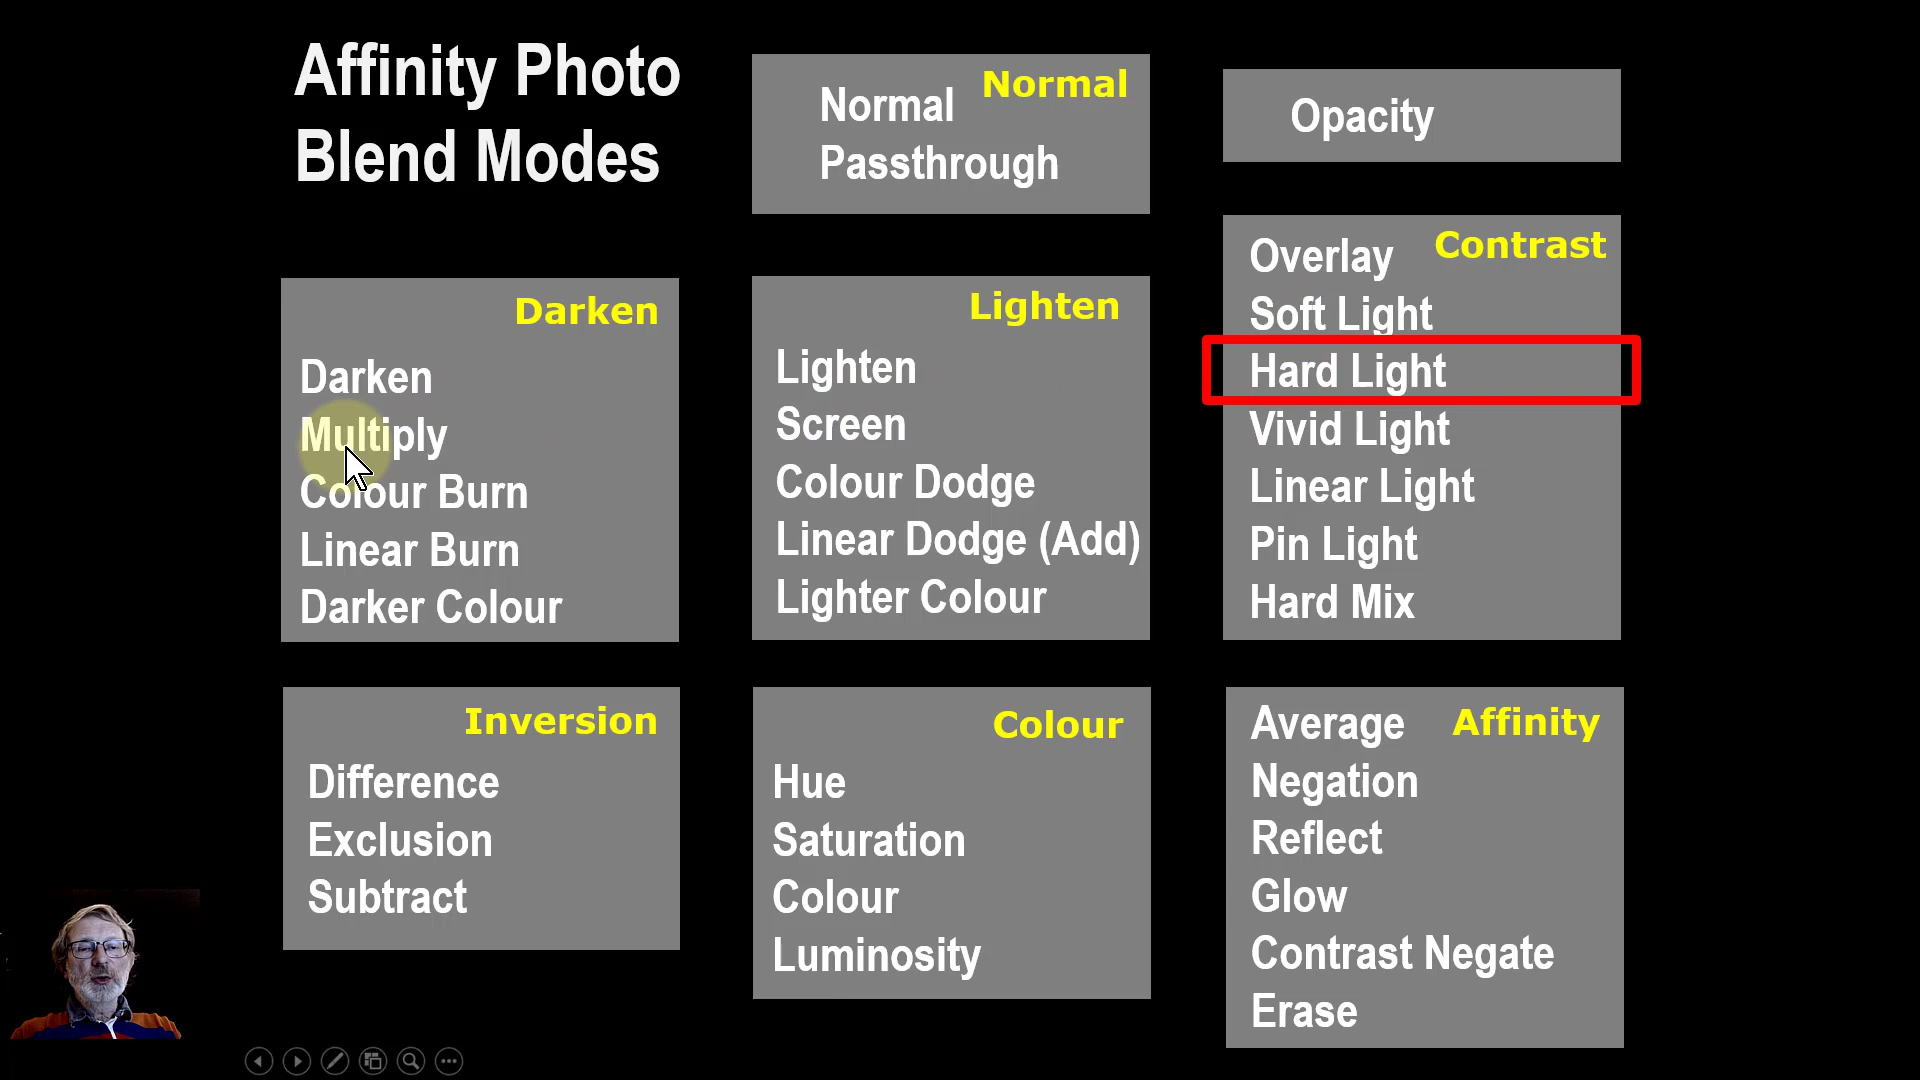 Affinity Photo
Blend Modes
Normal
Normal
Passthrough
Opacity
Darken
Darken
Multiply
Colour Burn
Linear Burn
Darker Colour
Lighten
Lighten
Screen
Colour Dodge
Linear Dodge (Add)
Lighter Colour
Contrast
Overlay
Soft Light
Hard Light
Vivid Light
Linear Light
Pin Light
Hard Mix
Inversion
Difference
Exclusion
Subtract
Colour
Hue
Saturation
Colour
Luminosity
Affinity
Average
Negation
Reflect
Glow
Contrast Negate
Erase